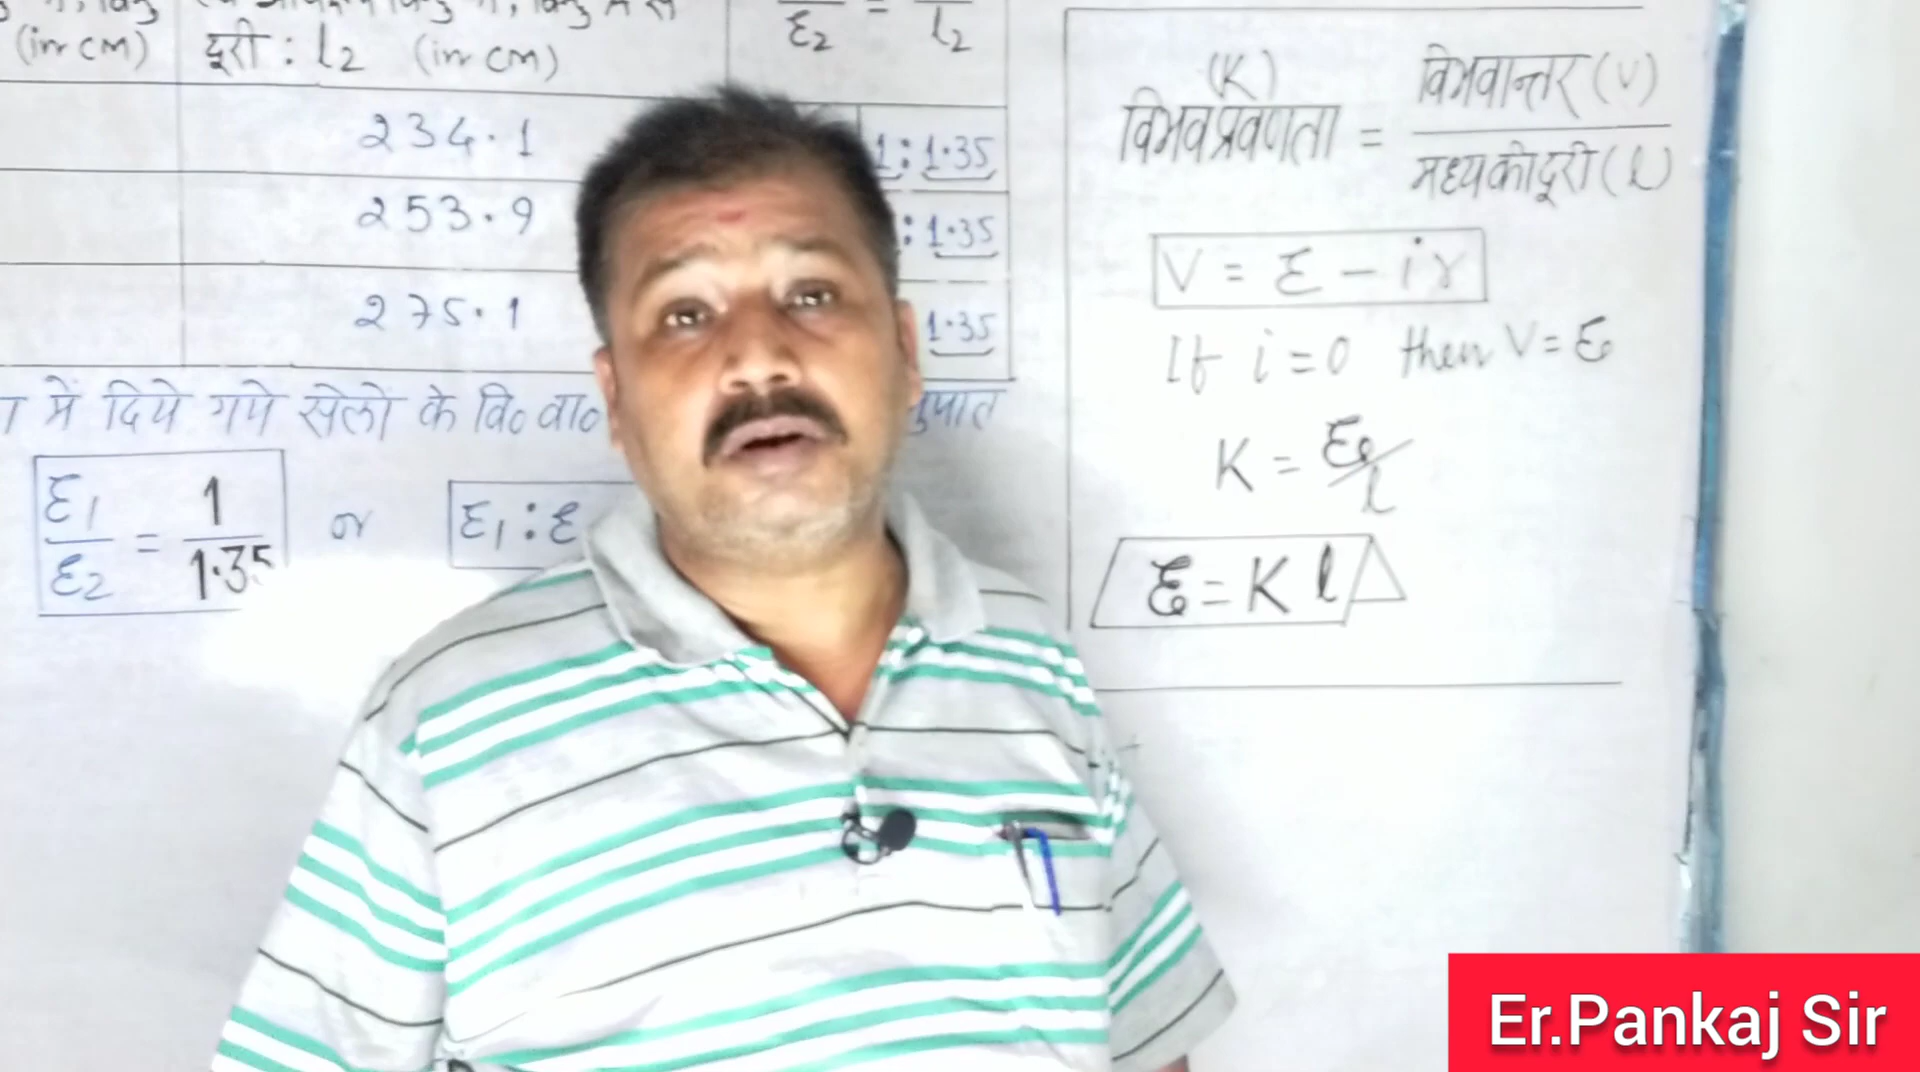 (in cm)
दूरी : l2 (in cm)
ε2 = l2
234.1
1:1.35
253.9
: 1.35
275.1
1.35
में दिये गये सेलों के वि० वा०
ε1/ε2 = 1/1.35 or ε1:ε
(K)
विभवप्रवणता = विभवान्तर (V)
मध्य की दूरी (l)
V = ε - ir
If i = 0 then V = ε
K = ε/l
ε = K l
Er.Pankaj Sir